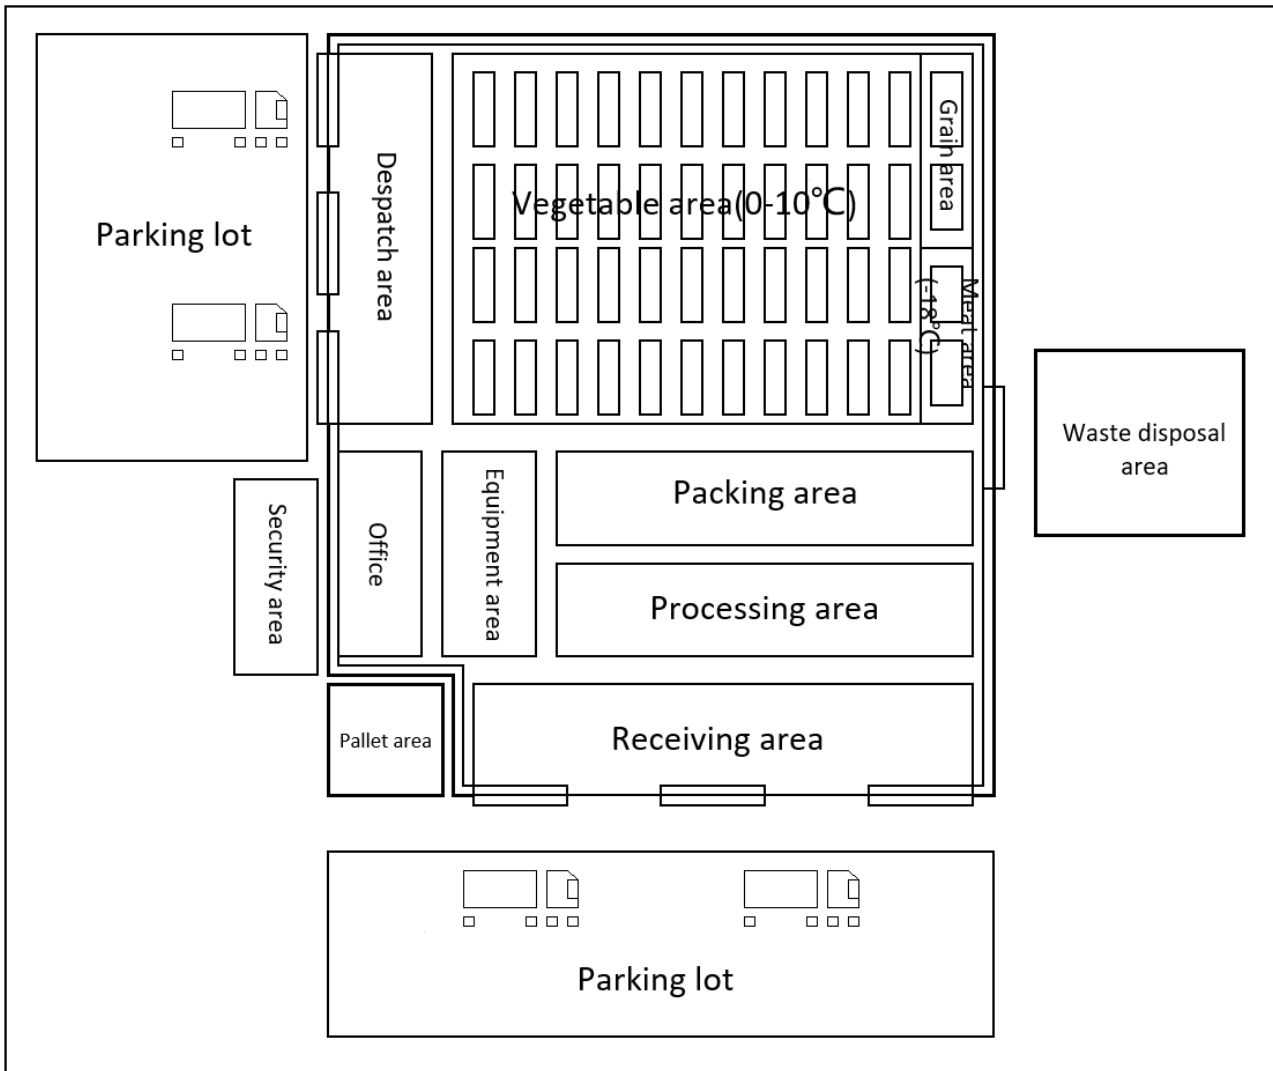 Parking lot
Despatch area
Vegetable area(0-10℃)
Grain area
Meat area
(-18℃)
Waste disposal
area
Security area
Office
Equipment area
Packing area
Processing area
Pallet area
Receiving area
Parking lot